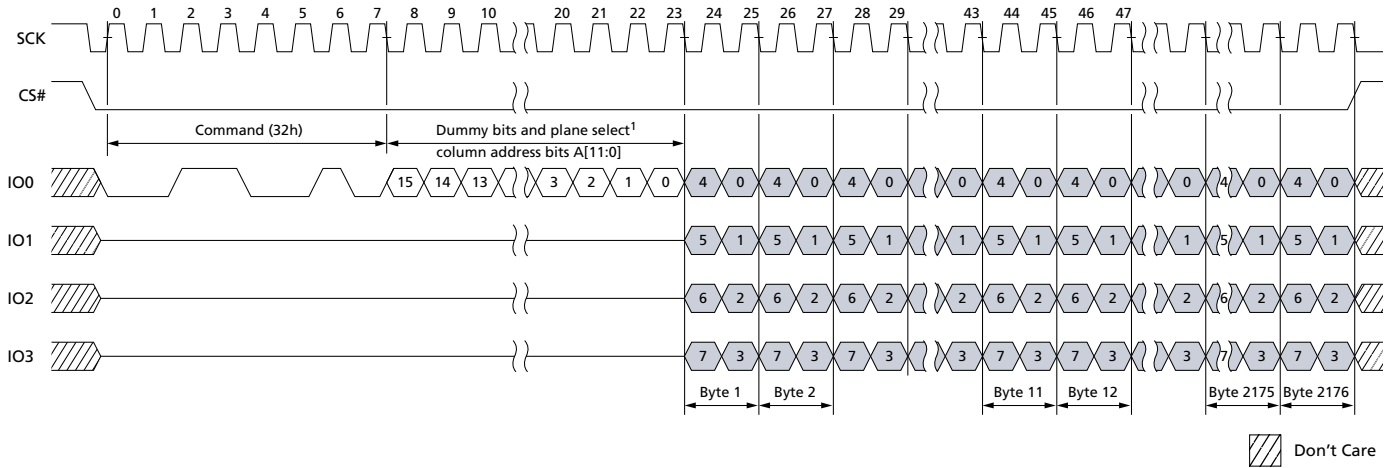 0 1 2 3 4 5 6 7 8 9 10 20 21 22 23 24 25 26 27 28 29 43 44 45 46 47
SCK
CS#
Command (32h)
Dummy bits and plane select1
column address bits A[11:0]
IO0 15 14 13 3 2 1 0 4 0 4 0 4 0 0 4 0 4 0 0 4 0 4 0
IO1 5 1 5 1 5 1 1 5 1 5 1 1 5 1 5 1
IO2 6 2 6 2 6 2 2 6 2 6 2 2 6 2 6 2
IO3 7 3 7 3 7 3 3 7 3 7 3 3 7 3 7 3
Byte 1 Byte 2 Byte 11 Byte 12 Byte 2175 Byte 2176
Don't Care